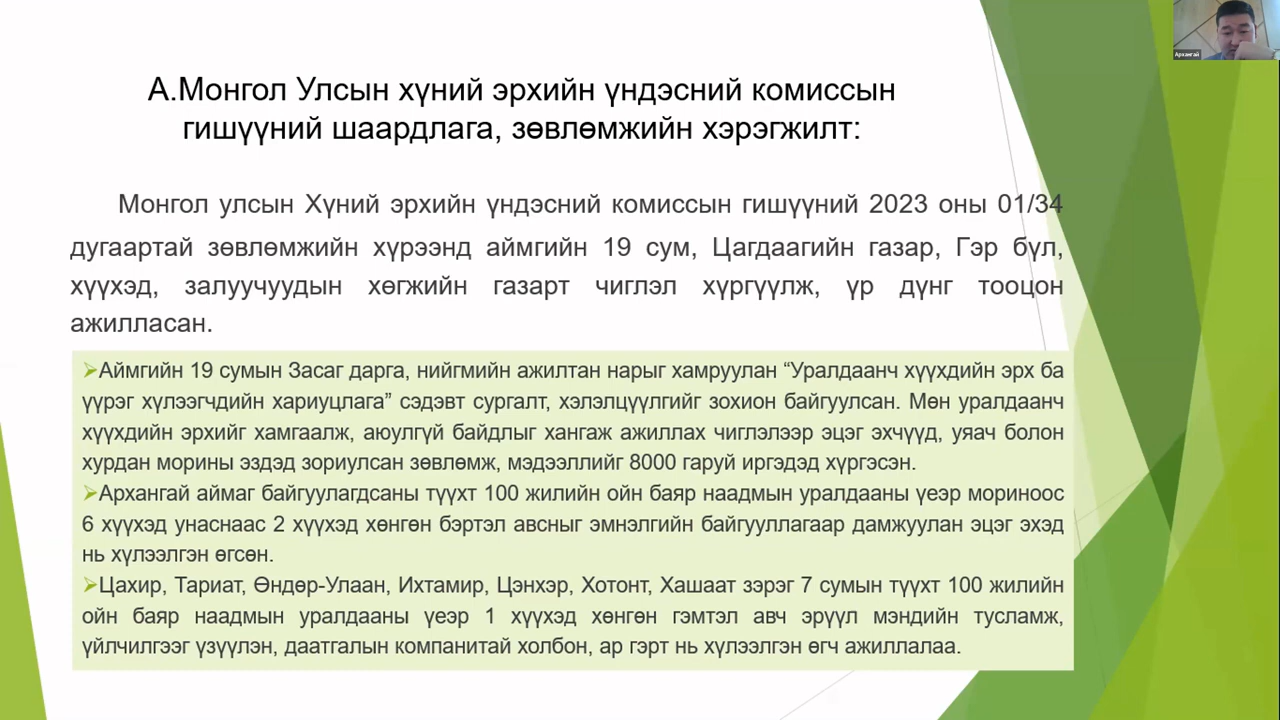 Архангай
А.Монгол Улсын хүний эрхийн үндэсний комиссын
гишүүний шаардлага, зөвлөмжийн хэрэгжилт:
Монгол улсын Хүний эрхийн үндэсний комиссын гишүүний 2023 оны 01/34
дугаартай зөвлөмжийн хүрээнд аймгийн 19 сум, Цагдаагийн газар, Гэр бүл,
хүүхэд, залуучуудын хөгжийн газарт чиглэл хүргүүлж, үр дүнг тооцон
ажилласан.
➢Аймгийн 19 сумын Засаг дарга, нийгмийн ажилтан нарыг хамруулан “Уралдаанч хүүхдийн эрх ба
үүрэг хүлээгчдийн хариуцлага” сэдэвт сургалт, хэлэлцүүлгийг зохион байгуулсан. Мөн уралдаанч
хүүхдийн эрхийг хамгаалж, аюулгүй байдлыг хангаж ажиллах чиглэлээр эцэг эхчүүд, уяач болон
хурдан морины эздэд зориулсан зөвлөмж, мэдээллийг 8000 гаруй иргэдэд хүргэсэн.
➢Архангай аймаг байгуулагдсаны түүхт 100 жилийн ойн баяр наадмын уралдааны үеэр мориноос
6 хүүхэд унаснаас 2 хүүхэд хөнгөн бэртэл авсныг эмнэлгийн байгууллагаар дамжуулан эцэг эхэд
нь хүлээлгэн өгсөн.
➢Цахир, Тариат, Өндөр-Улаан, Ихтамир, Цэнхэр, Хотонт, Хашаат зэрэг 7 сумын түүхт 100 жилийн
ойн баяр наадмын уралдааны үеэр 1 хүүхэд хөнгөн гэмтэл авч эрүүл мэндийн тусламж,
үйлчилгээг үзүүлэн, даатгалын компанитай холбон, ар гэрт нь хүлээлгэн өгч ажиллалаа.